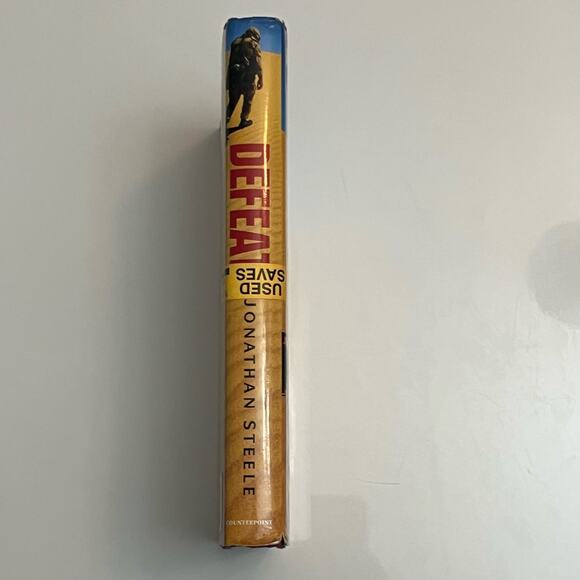 DEFEAT
USED
SAVES
JONATHAN STEELE
COUNTERPOINT